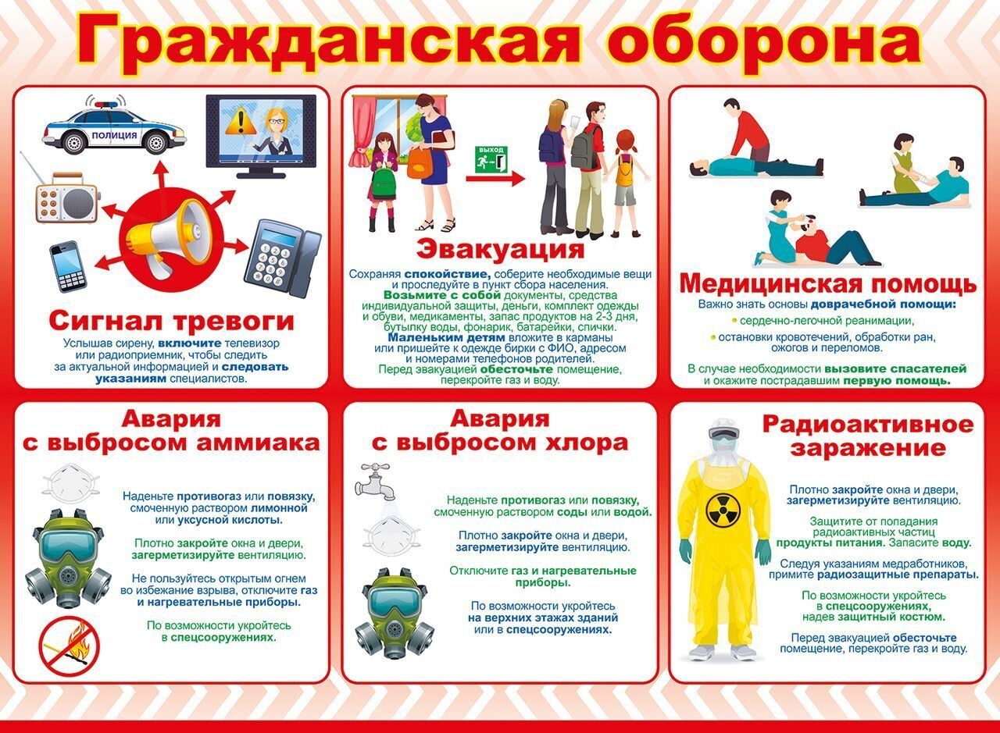 Гражданская оборона
ПОЛИЦИЯ
Сигнал тревоги
Услышав сирену, включите телевизор
или радиоприемник, чтобы следить
за актуальной информацией и следовать
указаниям специалистов.
ВЫХОД
Эвакуация
Сохраняя спокойствие, соберите необходимые вещи
и проследуйте в пункт сбора населения.
Возьмите с собой документы, средства
индивидуальной защиты, деньги, комплект одежды
и обуви, медикаменты, запас продуктов на 2-3 дня,
бутылку воды, фонарик, батарейки, спички.
Маленьким детям вложите в карманы
или пришейте к одежде бирки с ФИО, адресом
и номерами телефонов родителей.
Перед эвакуацией обесточьте помещение,
перекройте газ и воду.
Медицинская помощь
Важно знать основы доврачебной помощи:
• сердечно-легочной реанимации,
• остановки кровотечений, обработки ран,
ожогов и переломов.
В случае необходимости вызовите спасателей
и окажите пострадавшим первую помощь.
Авария
с выбросом аммиака
Наденьте противогаз или повязку,
смоченную раствором лимонной
или уксусной кислоты.
Плотно закройте окна и двери,
загерметизируйте вентиляцию.
Не пользуйтесь открытым огнем
во избежание взрыва, отключите газ
и нагревательные приборы.
По возможности укройтесь
в спецсооружениях.
Авария
с выбросом хлора
Наденьте противогаз или повязку,
смоченную раствором соды или водой.
Плотно закройте окна и двери,
загерметизируйте вентиляцию.
Отключите газ и нагревательные
приборы.
По возможности укройтесь
на верхних этажах зданий
или в спецсооружениях.
Радиоактивное
заражение
Плотно закройте окна и двери,
загерметизируйте вентиляцию.
Защитите от попадания
радиоактивных частиц
продукты питания. Запасите воду.
Следуя указаниям медработников,
примите радиозащитные препараты.
По возможности укройтесь
в спецсооружениях,
надев защитный костюм.
Перед эвакуацией обесточьте
помещение, перекройте газ и воду.